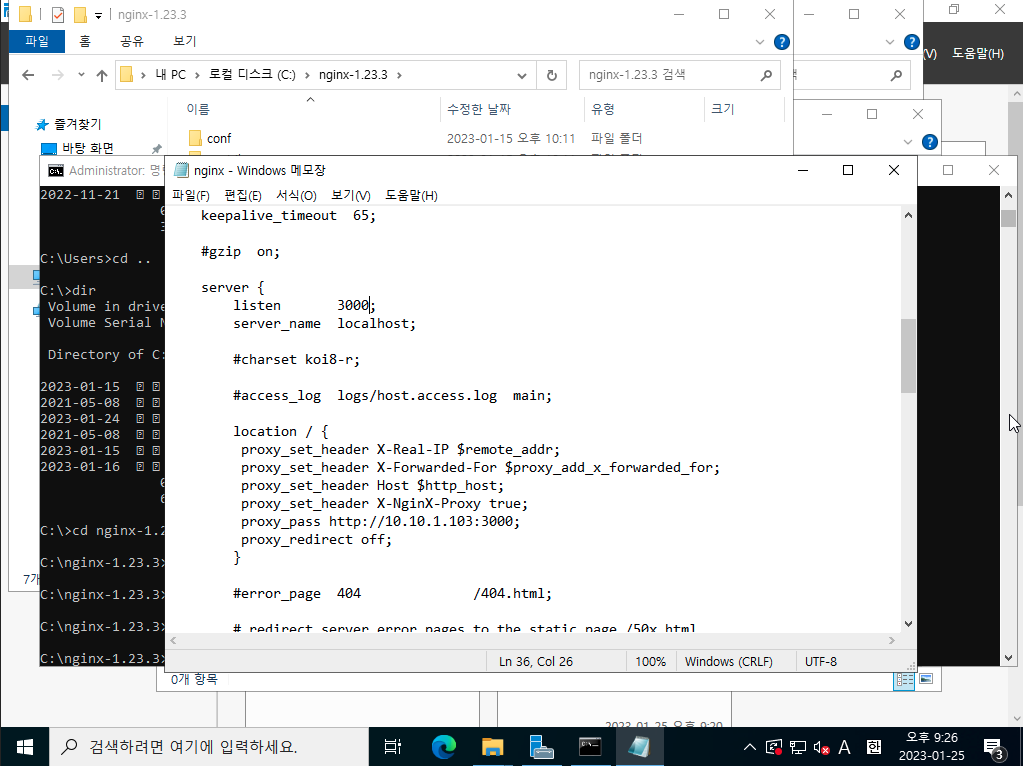 nginx-1.23.3
파일
홈
공유
보기
(V)
도움말(H)
내 PC
로컬 디스크 (C:)
nginx-1.23.3
nginx-1.23.3 검색
이름
수정한 날짜
유형
크기
즐겨찾기
conf
2023-01-15 오후 10:11
파일 폴더
바탕 화면
Administrator:
nginx - Windows 메모장
파일(F) 편집(E) 서식(O) 보기(V) 도움말(H)
2022-11-21
C:\Users>cd ..
C:\>dir
Volume in drive
Volume Serial
Directory of C:
2023-01-15
2021-05-08
2023-01-24
2021-05-08
2023-01-15
2023-01-16
C:\>cd nginx-1.2
C:\nginx-1.23.3>
C:\nginx-1.23.3>
C:\nginx-1.23.3>
C:\nginx-1.23.3>
keepalive_timeout  65;
#gzip  on;
server {
listen       3000;
server_name  localhost;
#charset koi8-r;
#access_log  logs/host.access.log  main;
location / {
proxy_set_header X-Real-IP $remote_addr;
proxy_set_header X-Forwarded-For $proxy_add_x_forwarded_for;
proxy_set_header Host $http_host;
proxy_set_header X-NginX-Proxy true;
proxy_pass http://10.10.1.103:3000;
proxy_redirect off;
}
#error_page  404              /404.html;
# redirect server error pages to the static page /50x.html
Ln 36, Col 26
100%
Windows (CRLF)
UTF-8
7개
0개 항목
2023-01-25 오후 9:20
검색하려면 여기에 입력하세요.
A
한
오후 9:26
2023-01-25
3